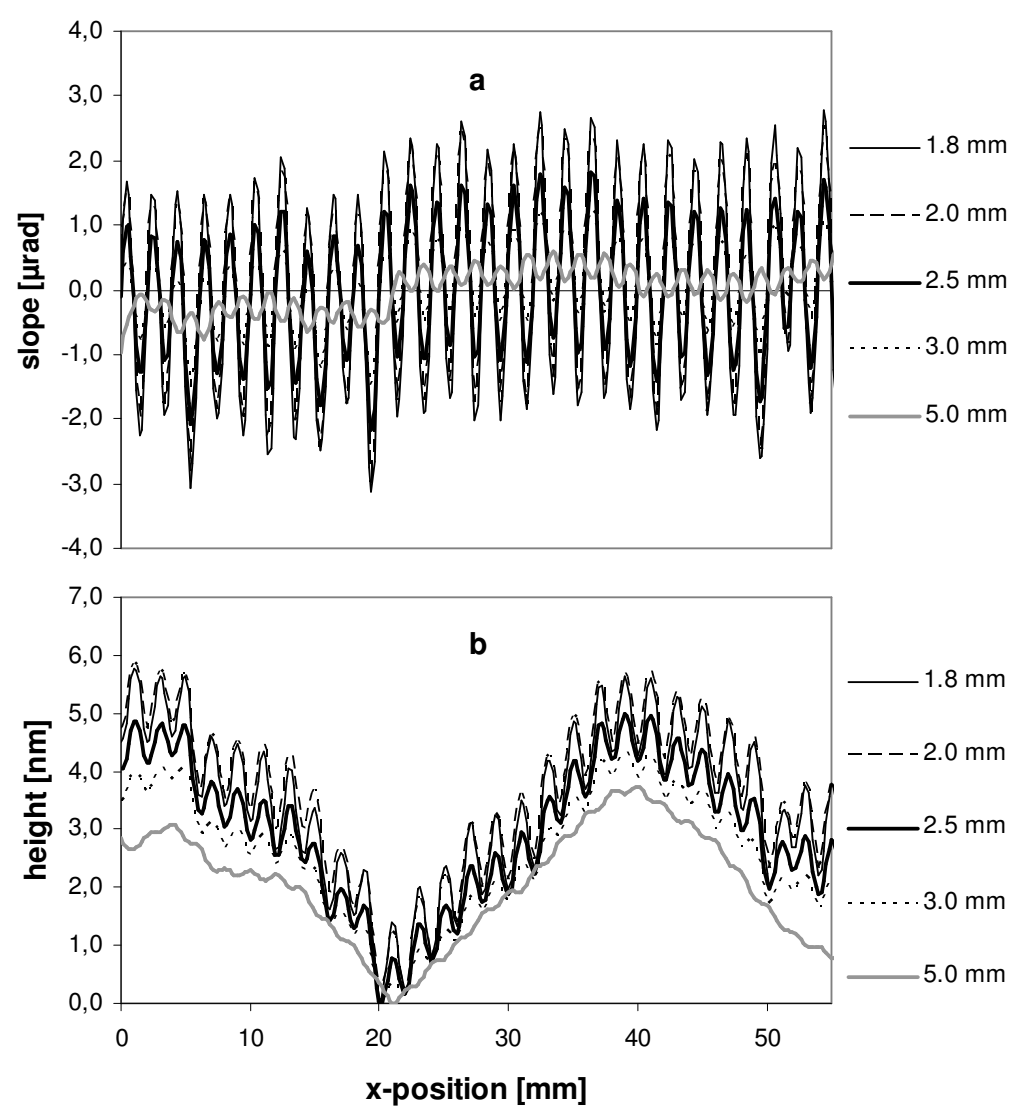 4,0
3,0
2,0
1,0
0,0
-1,0
-2,0
-3,0
-4,0
slope [µrad]
a
1.8 mm
2.0 mm
2.5 mm
3.0 mm
5.0 mm
7,0
6,0
5,0
4,0
3,0
2,0
1,0
0,0
height [nm]
b
1.8 mm
2.0 mm
2.5 mm
3.0 mm
5.0 mm
0 10 20 30 40 50
x-position [mm]